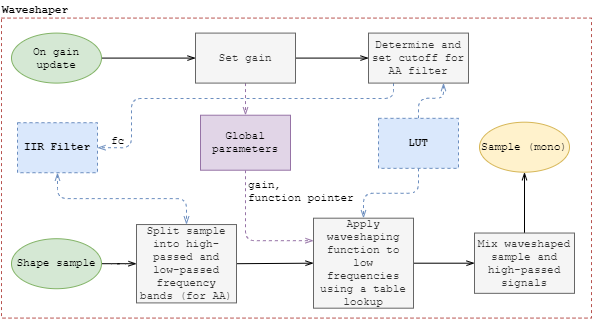 Waveshaper
On gain
update
Set gain
Determine and
set cutoff for
AA filter
IIR Filter
fc
Global
parameters
LUT
Sample (mono)
gain,
function pointer
Shape sample
Split sample
into high-
passed and
low-passed
frequency
bands (for AA)
Apply
waveshaping
function to
low
frequencies
using a table
lookup
Mix waveshaped
sample and
high-passed
signals